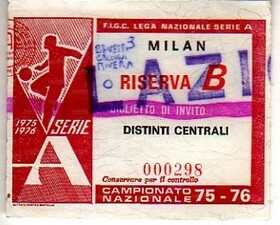 F.I.G.C. LEGA NAZIONALE SERIE A
MILAN
RISERVA B
LAZI
BIGLIETTO DI INVITO
DISTINTI CENTRALI
1975
1976
SERIE
A
000298
Conservare per il controllo
CAMPIONATO
NAZIONALE 75-76